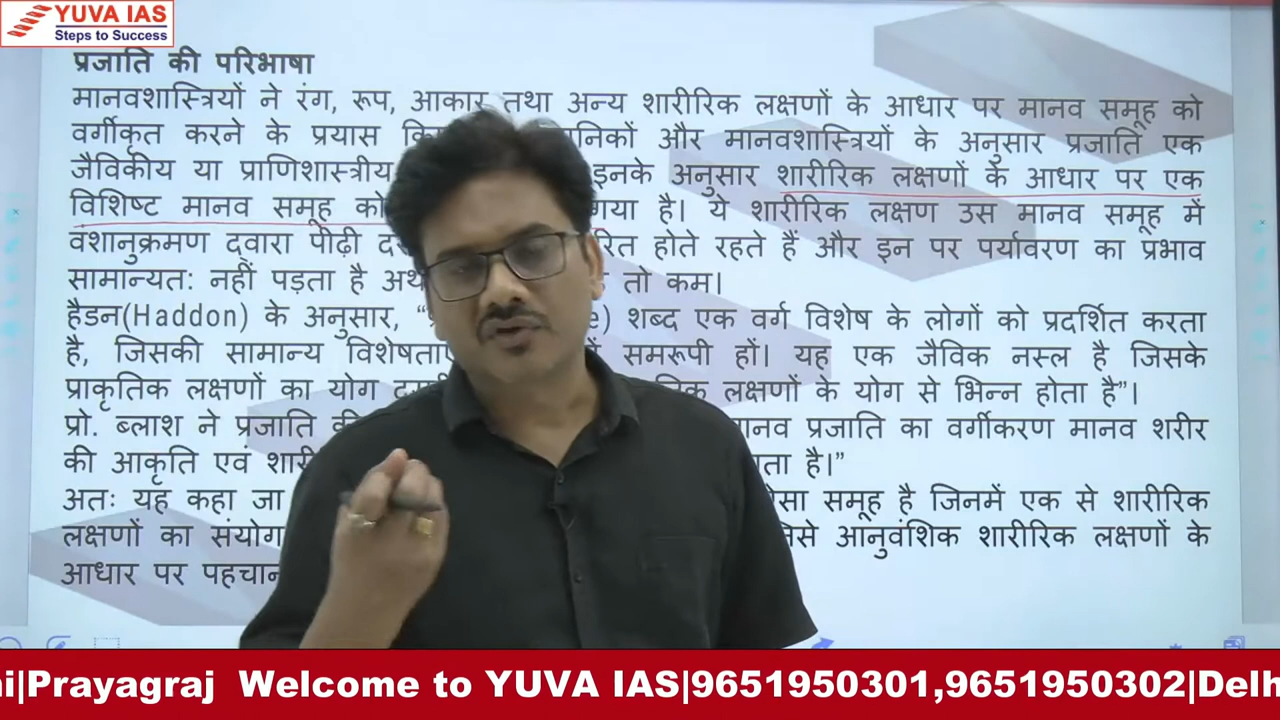 YUVA IAS
Steps to Success
प्रजाति की परिभाषा
मानवशास्त्रियों ने रंग, रूप, आकार तथा अन्य शारीरिक लक्षणों के आधार पर मानव समूह को
वर्गीकृत करने के प्रयास और मानवशास्त्रियों के अनुसार प्रजाति एक
जैविकीय या प्राणिशास्त्रीय इनके अनुसार शारीरिक लक्षणों के आधार पर एक
विशिष्ट मानव समूह को गया है। ये शारीरिक लक्षण उस मानव समूह में
वंशानुक्रमण द्वारा पीढ़ी होते रहते हैं और इन पर पर्यावरण का प्रभाव
सामान्यत: नहीं पड़ता है तो कम।
हैडन(Haddon) के अनुसार, शब्द एक वर्ग विशेष के लोगों को प्रदर्शित करता
है, जिसकी सामान्य समरूपी हों। यह एक जैविक नस्ल है जिसके
प्राकृतिक लक्षणों का योग लक्षणों के योग से भिन्न होता है”।
प्रो. ब्लाश ने प्रजाति मानव प्रजाति का वर्गीकरण मानव शरीर
की आकृति एवं है।”
अतः यह कहा जा समूह है जिनमें एक से शारीरिक
लक्षणों का आनुवंशिक शारीरिक लक्षणों के
आधार पर
|Prayagraj Welcome to YUVA IAS|9651950301,9651950302|Delh